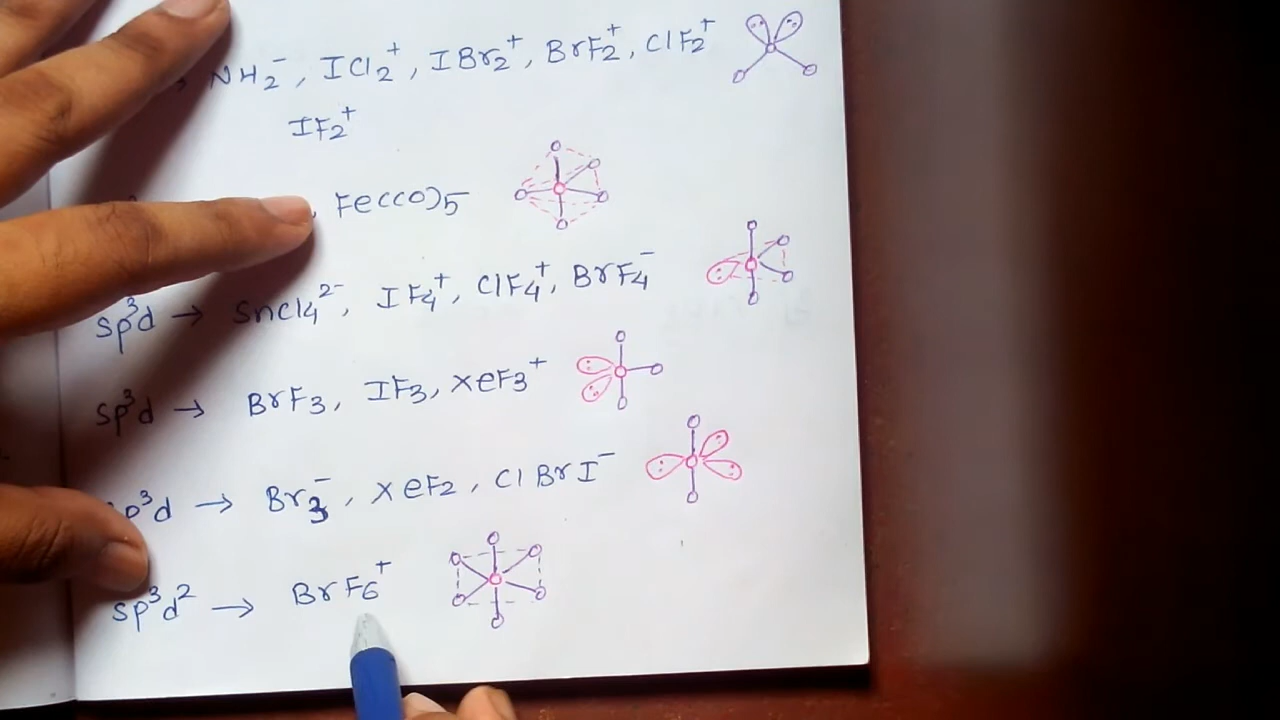 NH2⁻, ICl2⁺, IBr2⁺, BrF2⁺, ClF2⁺
IF2⁺
, Fe(CO)5
sp³d → SnCl4²⁻, IF4⁺, ClF4⁺, BrF4⁻
sp³d → BrF3, IF3, XeF3⁺
sp³d → Br3⁻, XeF2, ClBrI⁻
sp³d² → BrF6⁺